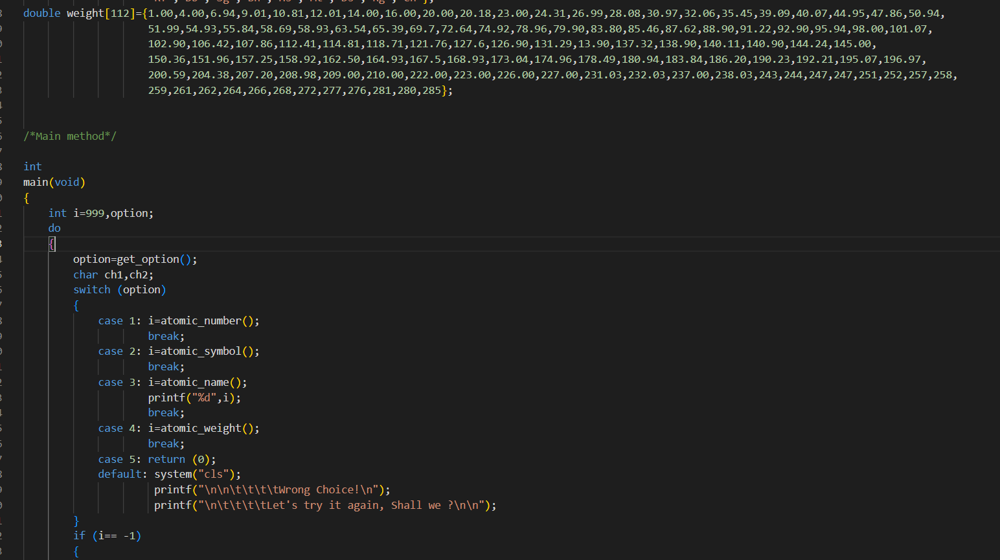 double weight[112]={1.00,4.00,6.94,9.01,10.81,12.01,14.00,16.00,20.00,20.18,23.00,24.31,26.99,28.08,30.97,32.06,35.45,39.09,40.07,44.95,47.86,50.94,
51.99,54.93,55.84,58.69,58.93,63.54,65.39,69.7,72.64,74.92,78.96,79.90,83.80,85.46,87.62,88.90,91.22,92.90,95.94,98.00,101.07,
102.90,106.42,107.86,112.41,114.81,118.71,121.76,127.6,126.90,131.29,13.90,137.32,138.90,140.11,140.90,144.24,145.00,
150.36,151.96,157.25,158.92,162.50,164.93,167.5,168.93,173.04,174.96,178.49,180.94,183.84,186.20,190.23,192.21,195.07,196.97,
200.59,204.38,207.20,208.98,209.00,210.00,222.00,223.00,226.00,227.00,231.03,232.03,237.00,238.03,243,244,247,247,251,252,257,258,
259,261,262,264,266,268,272,277,276,281,280,285};
/*Main method*/
int
main(void)
{
int i=999,option;
do
{
option=get_option();
char ch1,ch2;
switch (option)
{
case 1: i=atomic_number();
break;
case 2: i=atomic_symbol();
break;
case 3: i=atomic_name();
printf("%d",i);
break;
case 4: i=atomic_weight();
break;
case 5: return (0);
default: system("cls");
printf("\n\n\t\t\t\tWrong Choice!\n");
printf("\n\t\t\t\tLet's try it again, Shall we ?\n\n");
}
if (i== -1)
{